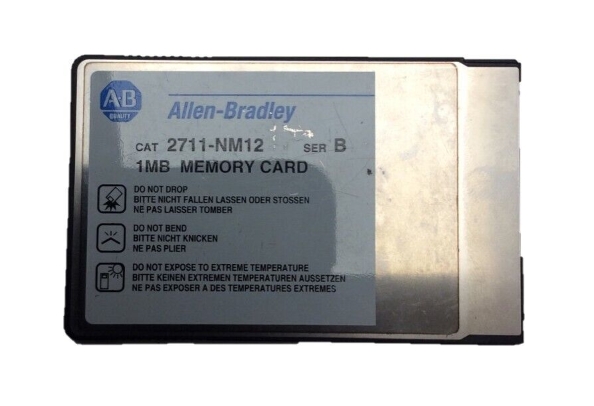 AB
QUALITY
Allen-Bradley
CAT 2711-NM12 SER B
1MB MEMORY CARD
DO NOT DROP
BITTE NICHT FALLEN LASSEN ODER STOSSEN
NE PAS LAISSER TOMBER
DO NOT BEND
BITTE NICHT KNICKEN
NE PAS PLIER
DO NOT EXPOSE TO EXTREME TEMPERATURE
BITTE KEINEN EXTREMEN TEMPERATUREN AUSSETZEN
NE PAS EXPOSER A DES TEMPERATURES EXTREMES